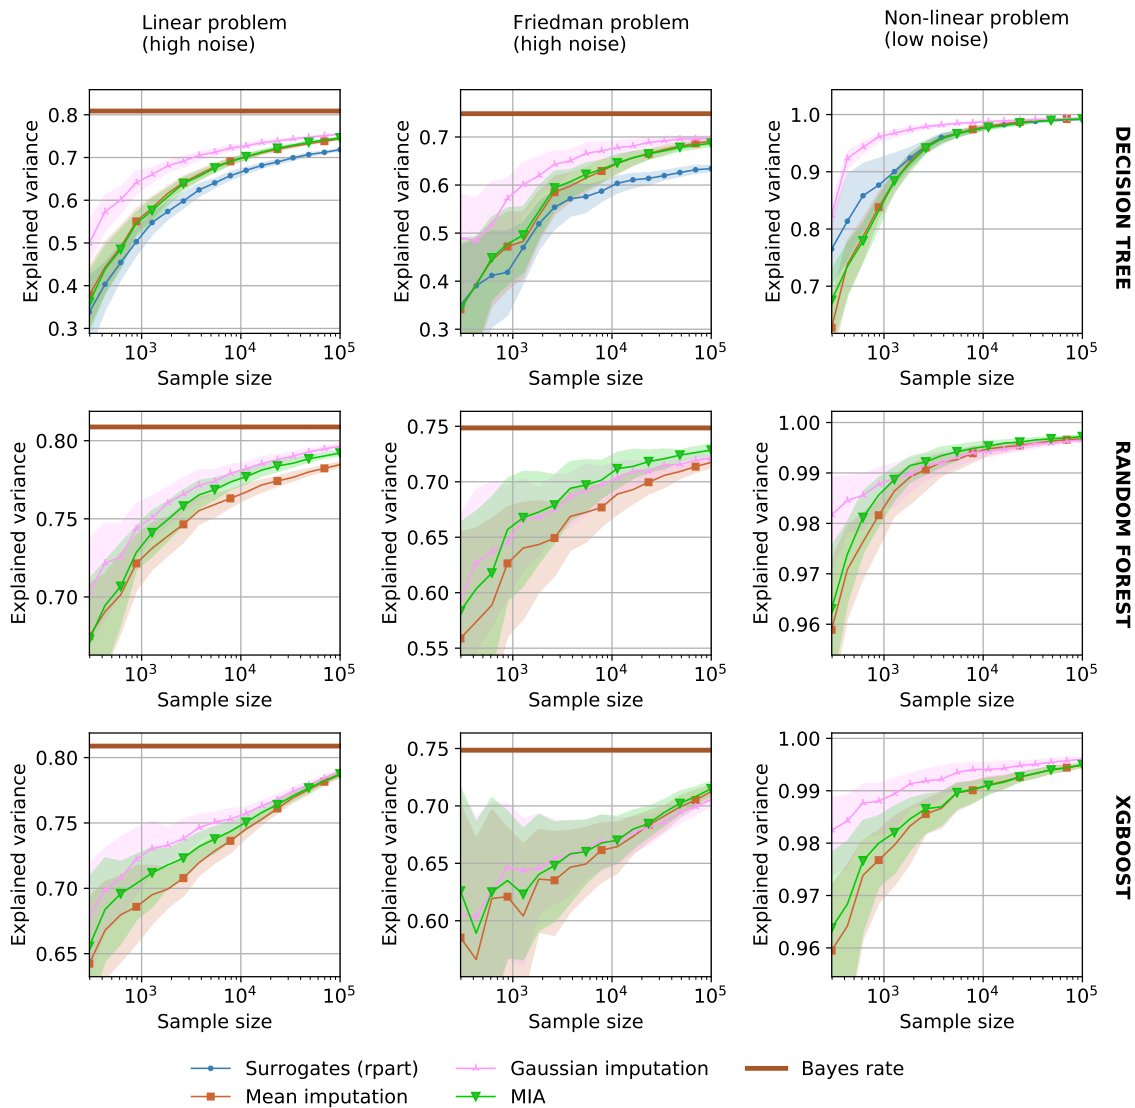 Linear problem
(high noise)
Friedman problem
(high noise)
Non-linear problem
(low noise)
Explained variance
0.8
0.7
0.6
0.5
0.4
0.3
10³ 10⁴ 10⁵
Sample size
Explained variance
0.7
0.6
0.5
0.4
0.3
10³ 10⁴ 10⁵
Sample size
Explained variance
1.0
0.9
0.8
0.7
10³ 10⁴ 10⁵
Sample size
DECISION TREE
Explained variance
0.80
0.75
0.70
10³ 10⁴ 10⁵
Sample size
Explained variance
0.75
0.70
0.65
0.60
0.55
10³ 10⁴ 10⁵
Sample size
Explained variance
1.00
0.99
0.98
0.97
0.96
10³ 10⁴ 10⁵
Sample size
RANDOM FOREST
Explained variance
0.80
0.75
0.70
0.65
10³ 10⁴ 10⁵
Sample size
Explained variance
0.75
0.70
0.65
0.60
10³ 10⁴ 10⁵
Sample size
Explained variance
1.00
0.99
0.98
0.97
0.96
10³ 10⁴ 10⁵
Sample size
XGBOOST
Surrogates (rpart)
Mean imputation
Gaussian imputation
MIA
Bayes rate